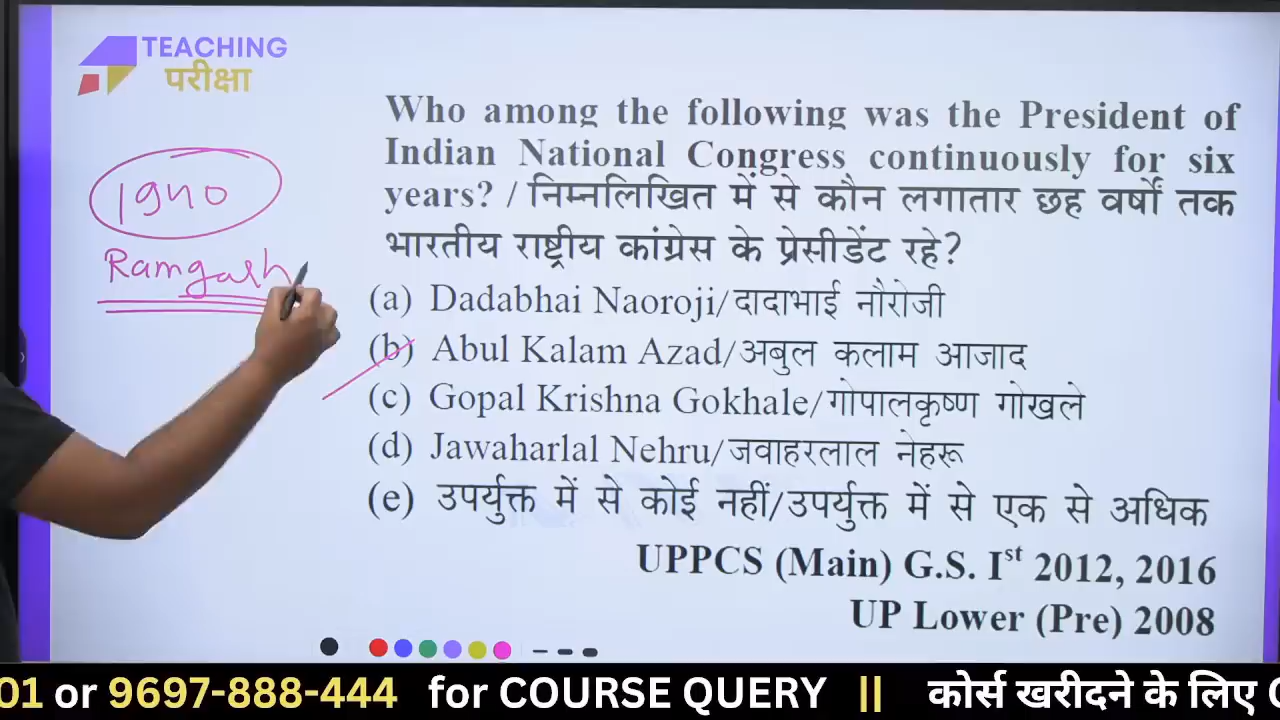 TEACHING
परीक्षा
1940
Ramgarh
Who among the following was the President of
Indian National Congress continuously for six
years? / निम्नलिखित में से कौन लगातार छह वर्षों तक
भारतीय राष्ट्रीय कांग्रेस के प्रेसीडेंट रहे?
(a) Dadabhai Naoroji/दादाभाई नौरोजी
(b) Abul Kalam Azad/अबुल कलाम आजाद
(c) Gopal Krishna Gokhale/गोपालकृष्ण गोखले
(d) Jawaharlal Nehru/जवाहरलाल नेहरू
(e) उपर्युक्त में से कोई नहीं/उपर्युक्त में से एक से अधिक
UPPCS (Main) G.S. Ist 2012, 2016
UP Lower (Pre) 2008
01 or 9697-888-444 for COURSE QUERY || कोर्स खरीदने के लिए